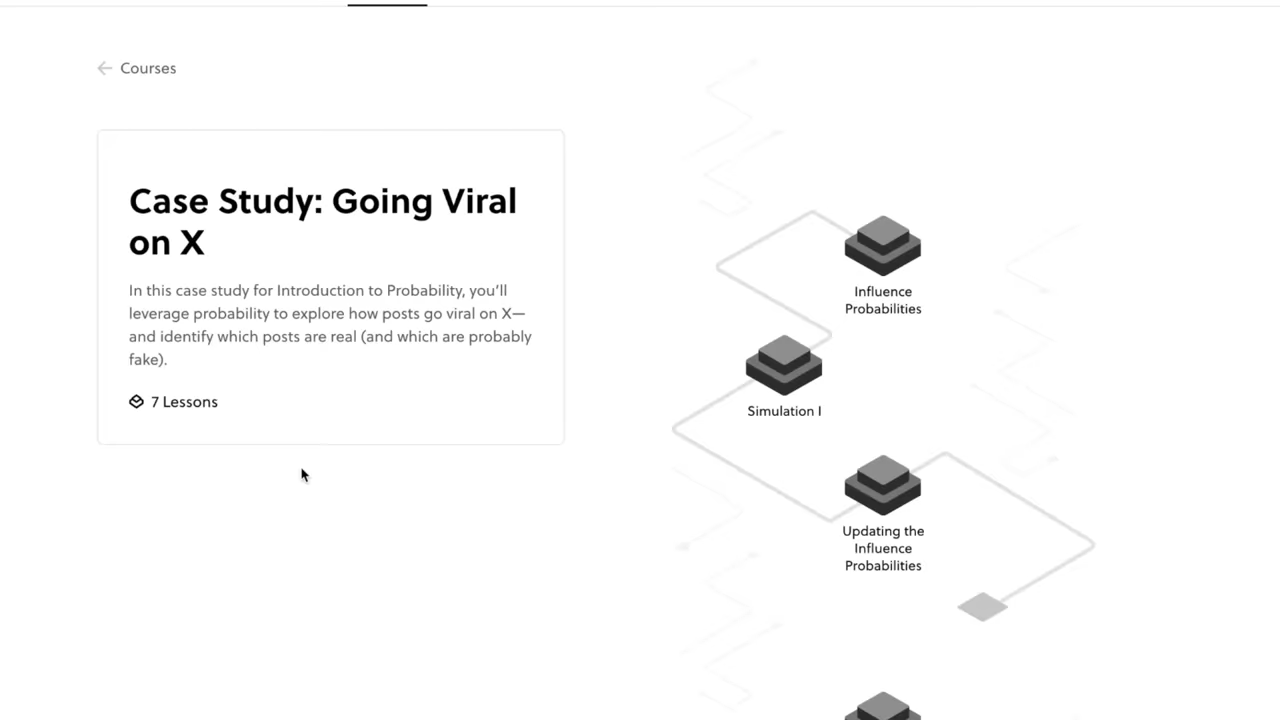 Courses
Case Study: Going Viral
on X
In this case study for Introduction to Probability, you’ll
leverage probability to explore how posts go viral on X—
and identify which posts are real (and which are probably
fake).
7 Lessons
Influence
Probabilities
Simulation I
Updating the
Influence
Probabilities